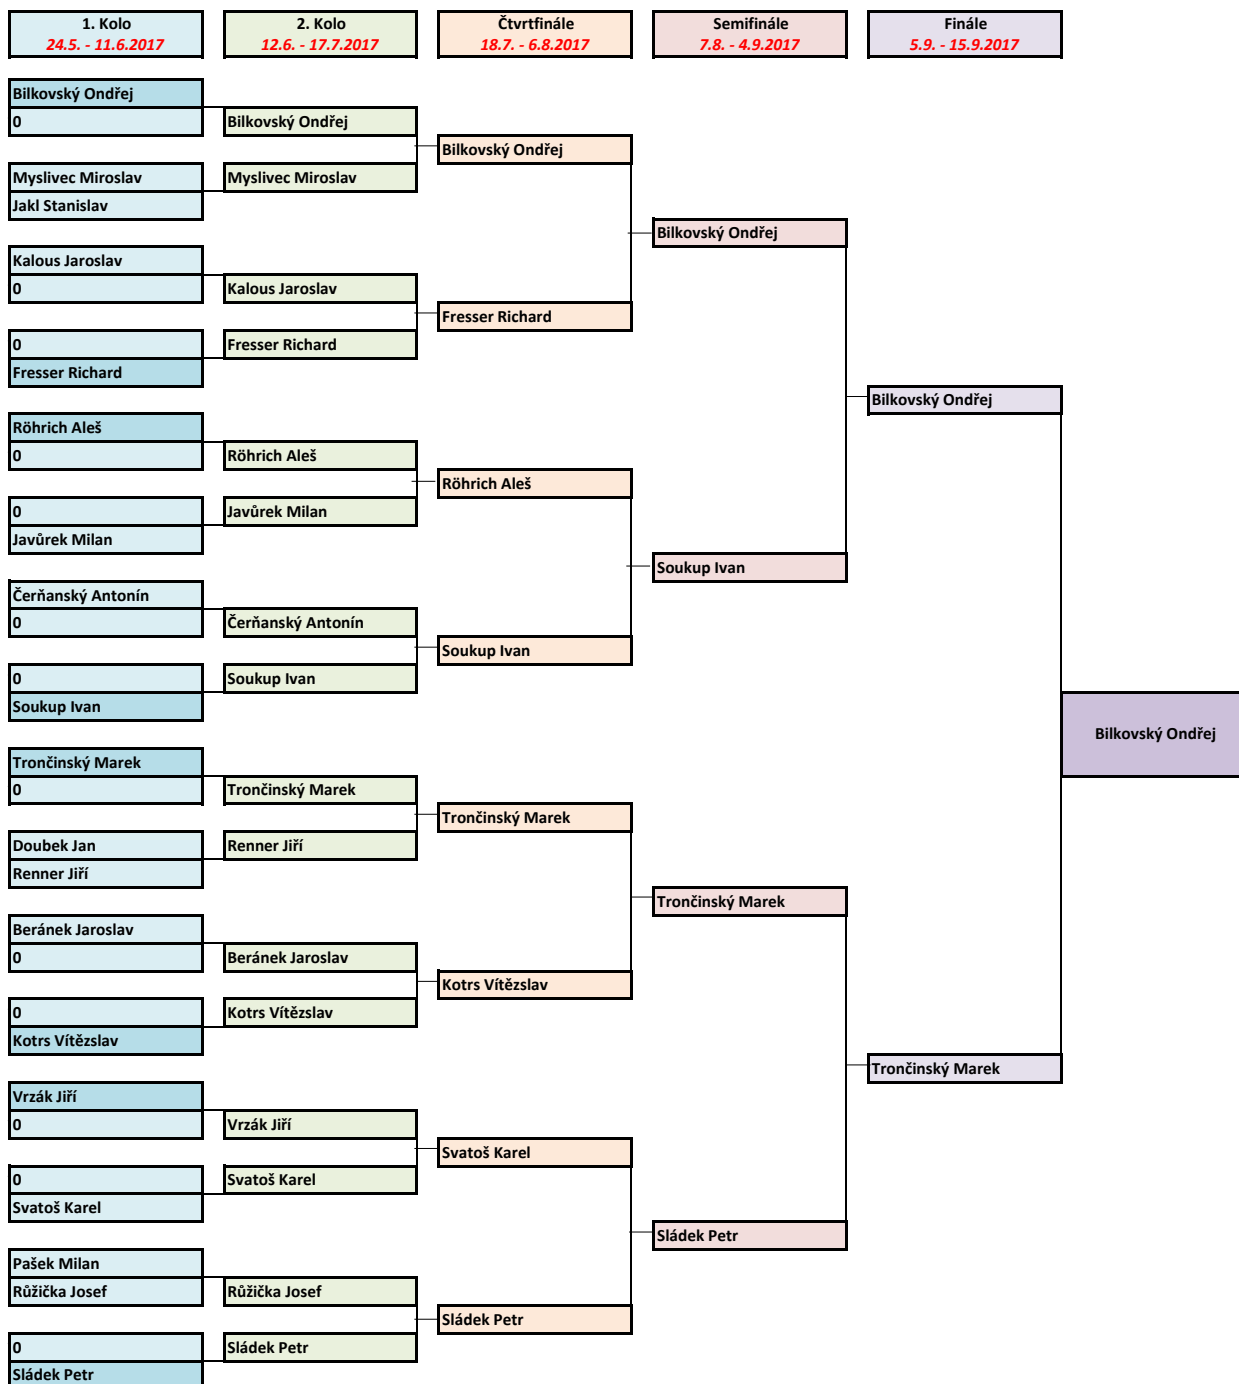 1. Kolo
24.5. - 11.6.2017
2. Kolo
12.6. - 17.7.2017
Čtvrtfinále
18.7. - 6.8.2017
Semifinále
7.8. - 4.9.2017
Finále
5.9. - 15.9.2017
Bilkovský Ondřej
0
Myslivec Miroslav
Jakl Stanislav
Kalous Jaroslav
0
0
Fresser Richard
Röhrich Aleš
0
0
Javůrek Milan
Čerňanský Antonín
0
0
Soukup Ivan
Trončinský Marek
0
Doubek Jan
Renner Jiří
Beránek Jaroslav
0
0
Kotrs Vítězslav
Vrzák Jiří
0
0
Svatoš Karel
Pašek Milan
Růžička Josef
0
Sládek Petr
Bilkovský Ondřej
Myslivec Miroslav
Kalous Jaroslav
Fresser Richard
Röhrich Aleš
Javůrek Milan
Čerňanský Antonín
Soukup Ivan
Trončinský Marek
Renner Jiří
Beránek Jaroslav
Kotrs Vítězslav
Vrzák Jiří
Svatoš Karel
Růžička Josef
Sládek Petr
Bilkovský Ondřej
Fresser Richard
Röhrich Aleš
Soukup Ivan
Trončinský Marek
Kotrs Vítězslav
Svatoš Karel
Sládek Petr
Bilkovský Ondřej
Soukup Ivan
Trončinský Marek
Sládek Petr
Bilkovský Ondřej
Trončinský Marek
Bilkovský Ondřej